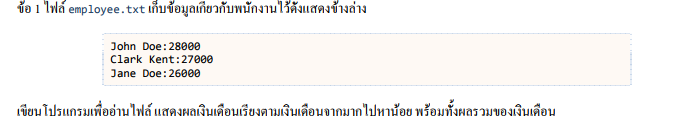 ข้อ 1 ไฟล์ employee.txt เก็บข้อมูลเกี่ยวกับพนักงานไว้ดังแสดงข้างล่าง
John Doe:28000
Clark Kent:27000
Jane Doe:26000
เขียนโปรแกรมเพื่ออ่านไฟล์ แสดงผลเงินเดือนเรียงตามเงินเดือนจากมากไปหาน้อย พร้อมทั้งผลรวมของเงินเดือน